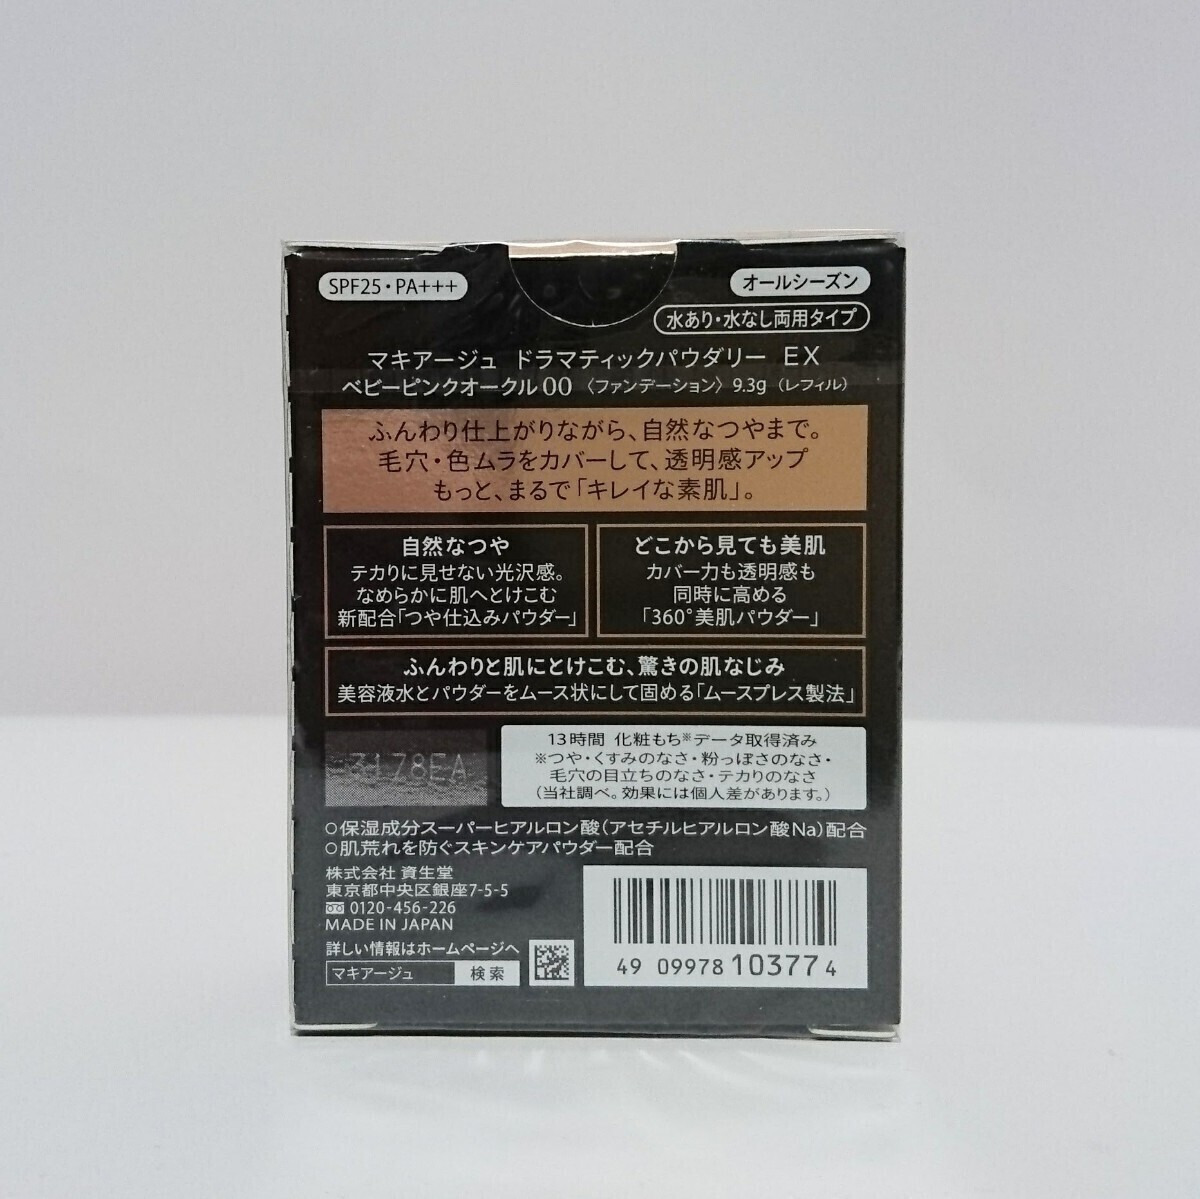 SPF25・PA+++
オールシーズン
水あり・水なし両用タイプ
マキアージュ ドラマティックパウダリー EX
ベビーピンクオークル00 〈ファンデーション〉 9.3g (レフィル)
ふんわり仕上がりながら、自然なつやまで。
毛穴・色ムラをカバーして、透明感アップ
もっと、まるで「キレイな素肌」。
自然なつや
テカりに見せない光沢感。
なめらかに肌へとけこむ
新配合「つや仕込みパウダー」
どこから見ても美肌
カバー力も透明感も
同時に高める
「360°美肌パウダー」
ふんわりと肌にとけこむ、驚きの肌なじみ
美容液水とパウダーをムース状にして固める「ムースプレス製法」
3178EA
13時間 化粧もち※データ取得済み
※つや・くすみのなさ・粉っぽさのなさ・
毛穴の目立ちのなさ・テカりのなさ
(当社調べ。効果には個人差があります。)
○保湿成分スーパーヒアルロン酸(アセチルヒアルロン酸Na)配合
○肌荒れを防ぐスキンケアパウダー配合
株式会社 資生堂
東京都中央区銀座7-5-5
0120-456-226
MADE IN JAPAN
詳しい情報はホームページへ
マキアージュ 検索
49 09978 103774